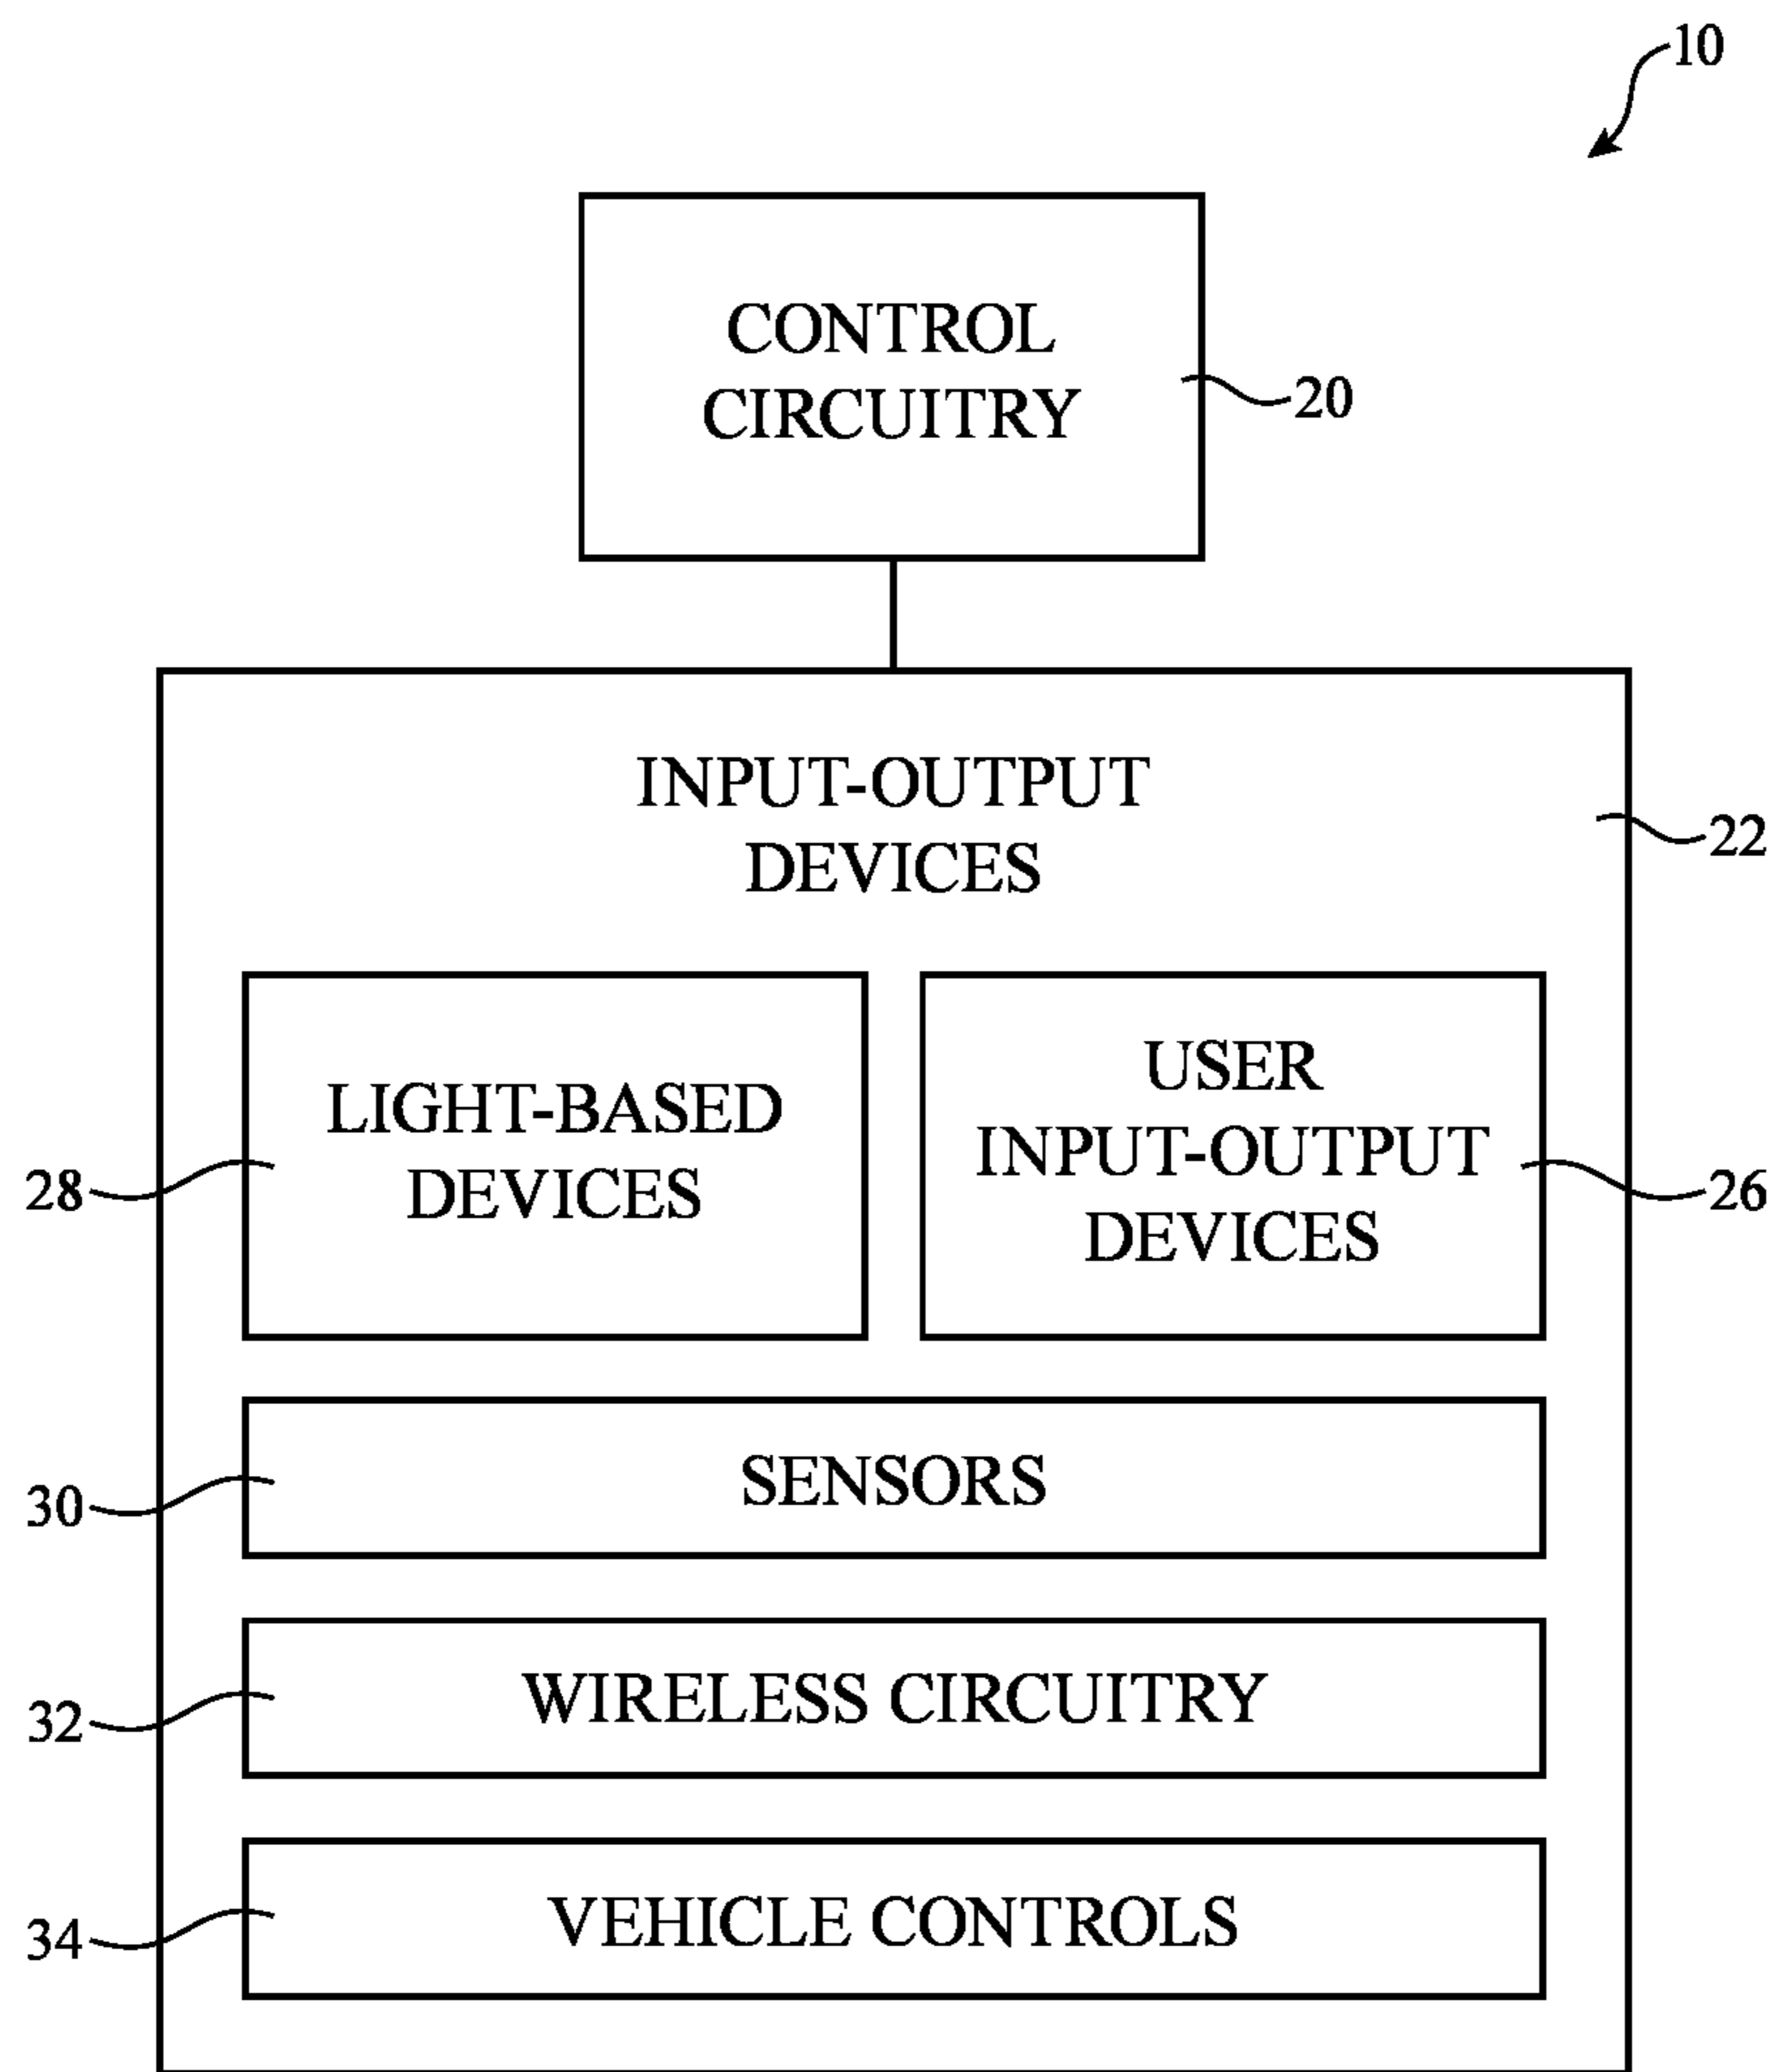 10
CONTROL
CIRCUITRY
20
INPUT-OUTPUT
DEVICES
22
LIGHT-BASED
DEVICES
28
USER
INPUT-OUTPUT
DEVICES
26
SENSORS
30
WIRELESS CIRCUITRY
32
VEHICLE CONTROLS
34